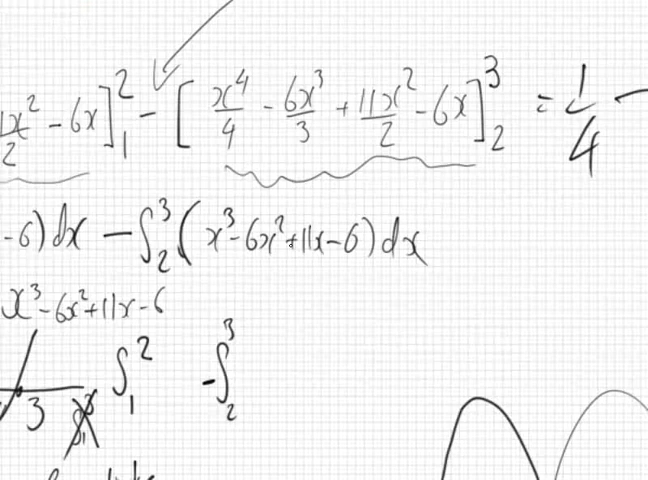 x²/2 - 6x]₁² - [x⁴/4 - 6x³/3 + 11x²/2 - 6x]₂³ = 1/4 -
-6)dx - ∫₂³(x³-6x²+11x-6)dx
x³-6x²+11x-6
3 ∫₁² -∫₂³